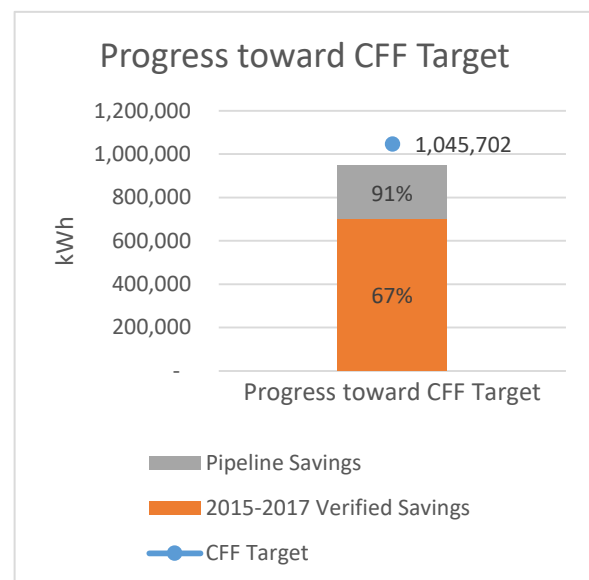 Progress toward CFF Target
1,200,000
1,000,000
800,000
600,000
400,000
200,000
-
kWh
1,045,702
91%
67%
Progress toward CFF Target
Pipeline Savings
2015-2017 Verified Savings
CFF Target